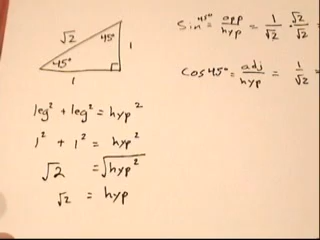 √2
45°
1
45°
1
Sin 45° = opp/hyp = 1/√2 · √2/√2 =
Cos 45° = adj/hyp = 1/√2 =
leg² + leg² = hyp²
1² + 1² = hyp²
√2 = √hyp²
√2 = hyp